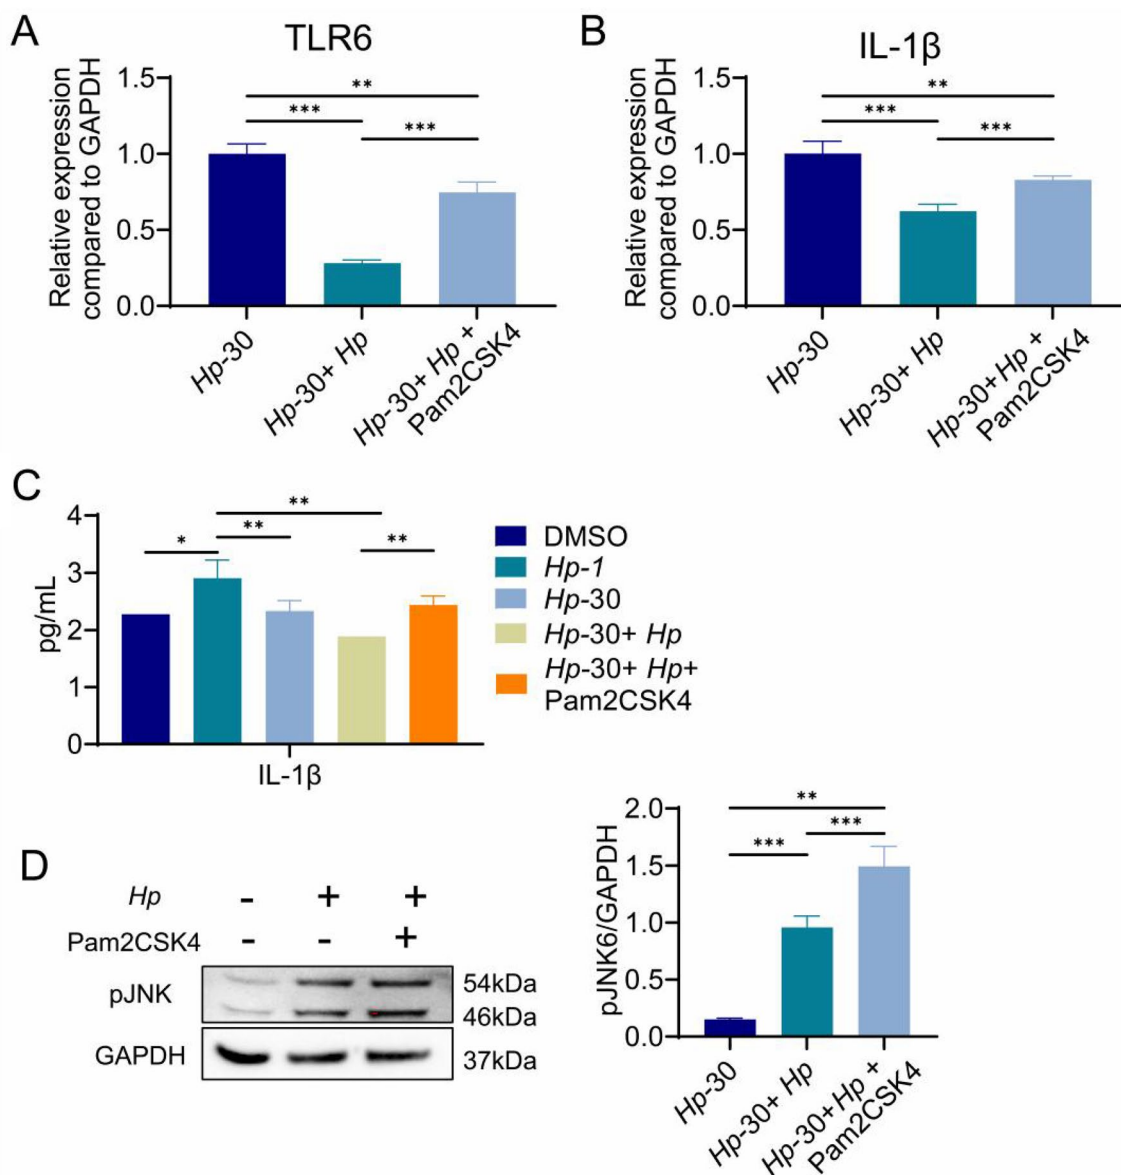 A
TLR6
Relative expression
compared to GAPDH
1.5
1.0
0.5
0.0
**
***
***
Hp-30
Hp-30+ Hp
Hp-30+ Hp +
Pam2CSK4
B
IL-1β
Relative expression
compared to GAPDH
1.5
1.0
0.5
0.0
**
***
***
Hp-30
Hp-30+ Hp
Hp-30+Hp +
Pam2CSK4
C
pg/mL
4
3
2
1
0
**
*
**
**
IL-1β
DMSO
Hp-1
Hp-30
Hp-30+ Hp
Hp-30+ Hp+
Pam2CSK4
D
Hp - + +
Pam2CSK4 - - +
pJNK
54kDa
46kDa
GAPDH
37kDa
pJNK6/GAPDH
2.0
1.5
1.0
0.5
0.0
**
***
***
Hp-30
Hp-30+ Hp
Hp-30+Hp +
Pam2CSK4